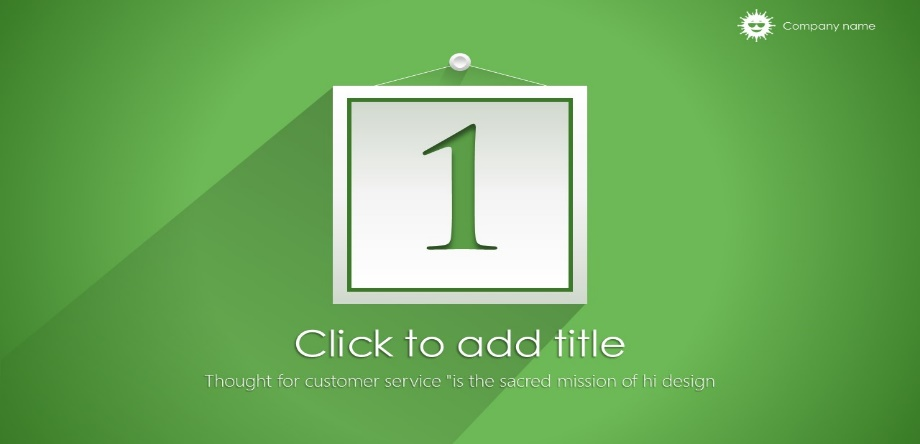 Company name
1
Click to add title
Thought for customer service "is the sacred mission of hi design